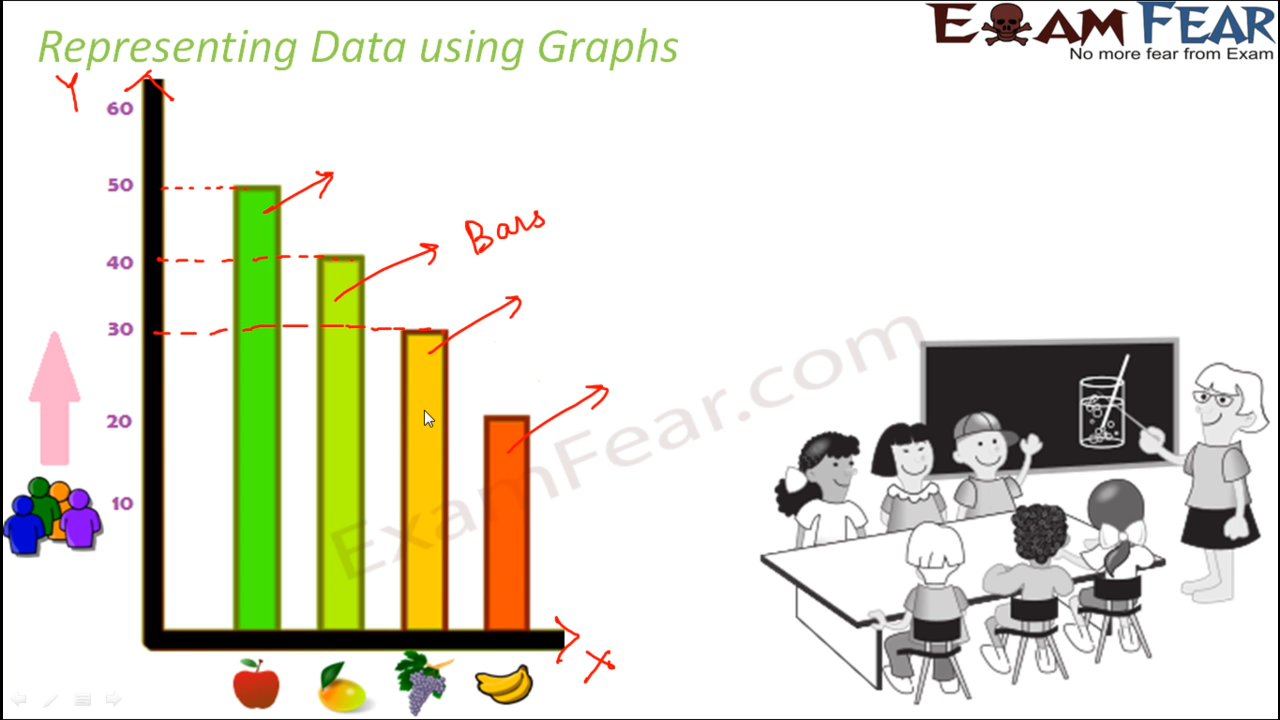 Representing Data using Graphs
EXAM FEAR
No more fear from Exam
Y
60
50
Bars
40
30
20
10
ExamFear.com
X